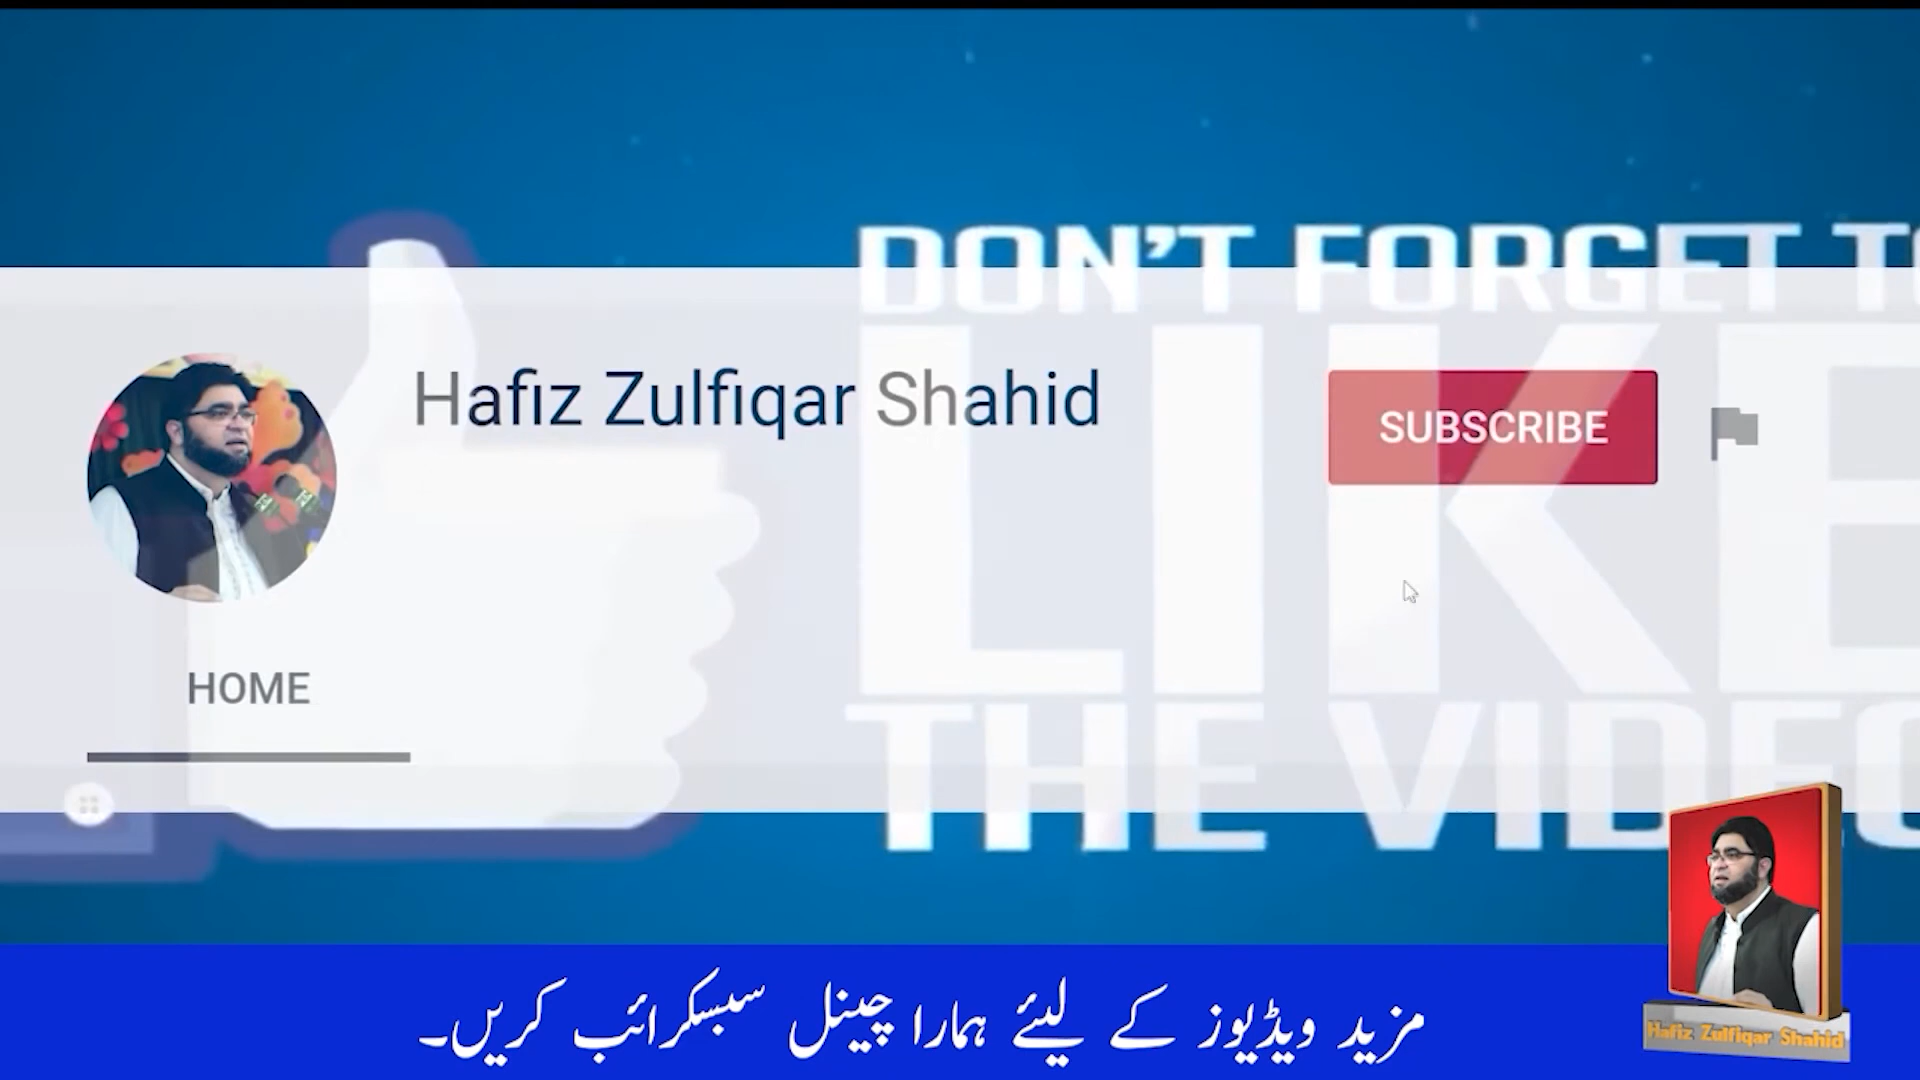 DON'T FORGET
LIKE
THE VIDEO
Hafiz Zulfiqar Shahid
SUBSCRIBE
HOME
مزید ویڈیوز کے لیئے ہمارا چینل سبسکرائب کریں۔
Hafiz Zulfiqar Shahid